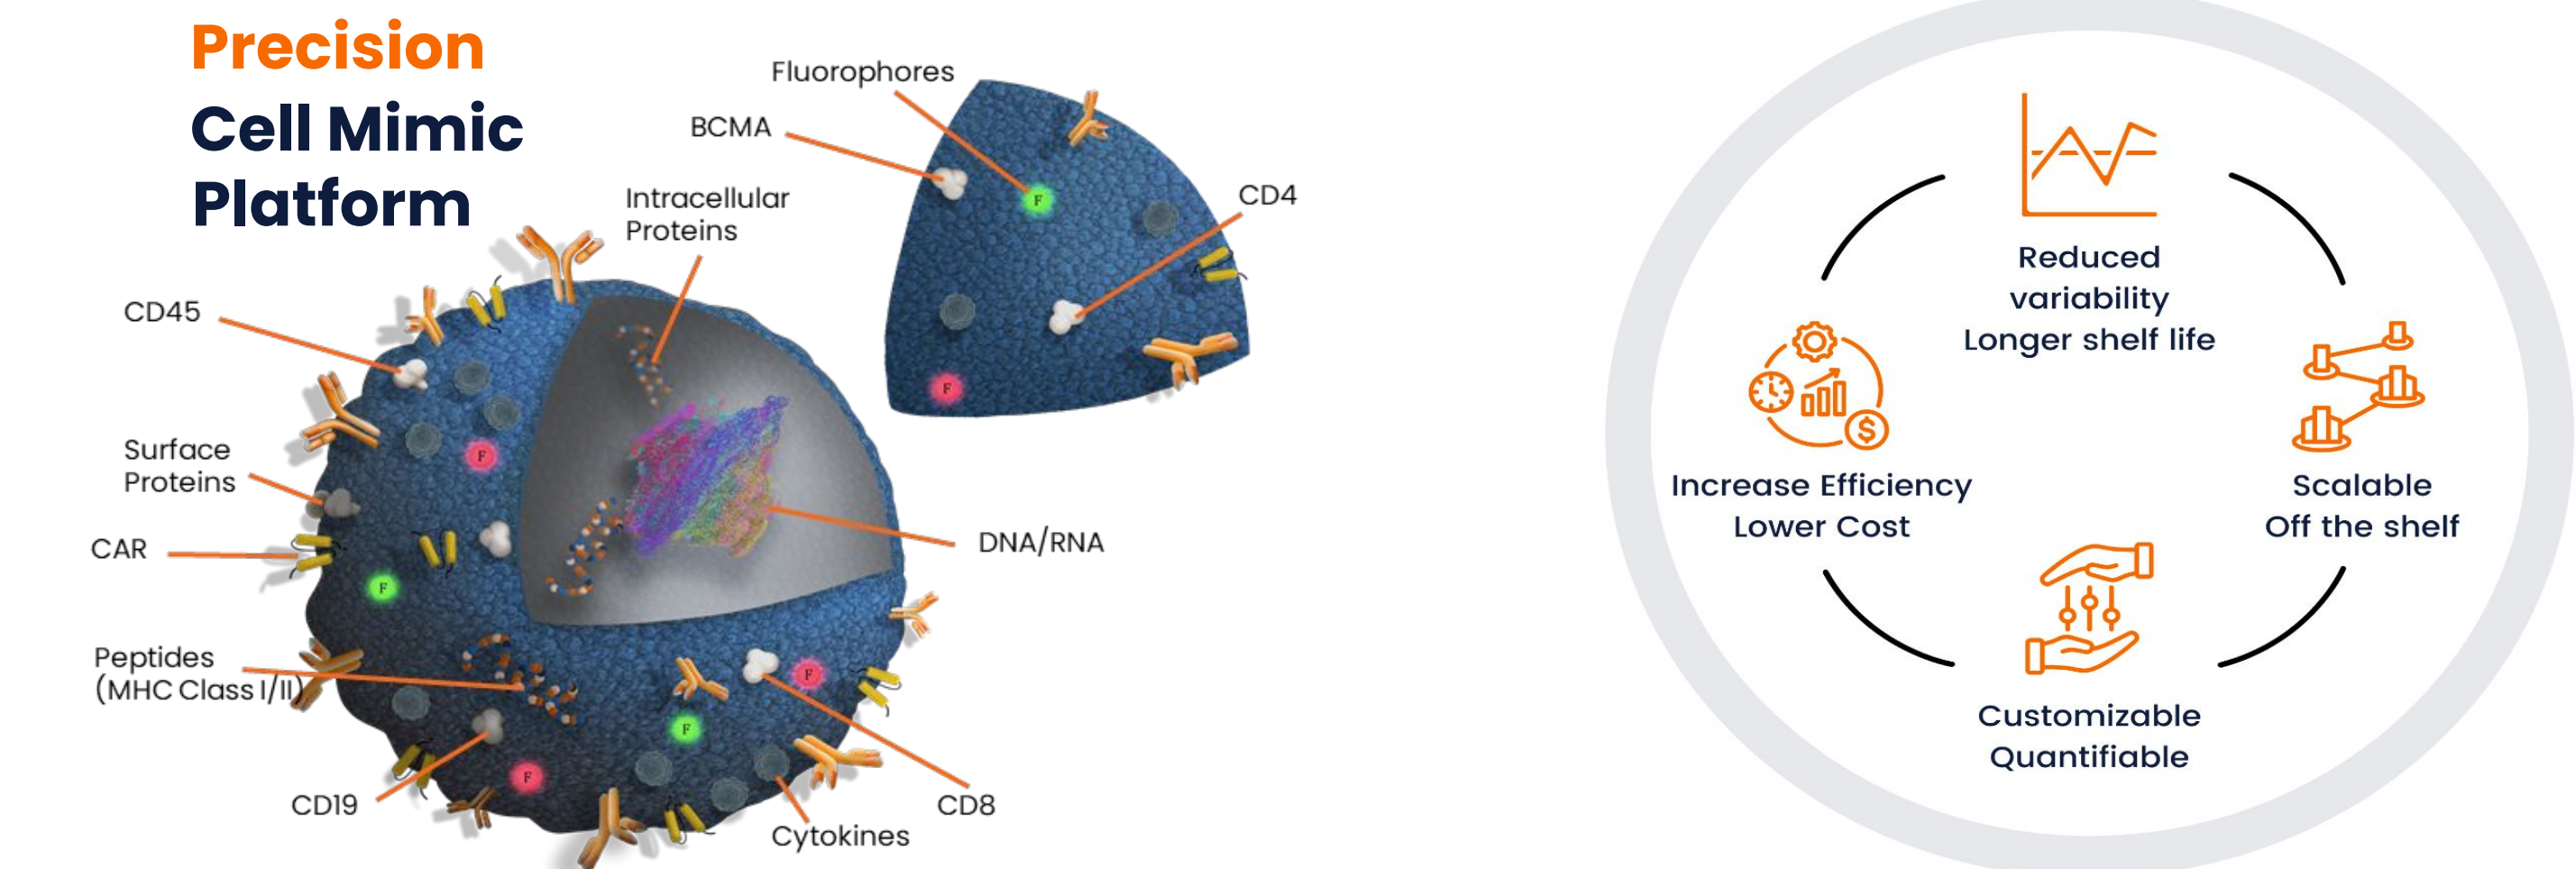 Precision
Cell Mimic
Platform
Fluorophores
BCMA
Intracellular
Proteins
CD4
CD45
Surface
Proteins
CAR
DNA/RNA
Peptides
(MHC Class I/II)
CD19
CD8
Cytokines
F
F
F
F
F
F
F
Reduced
variability
Longer shelf life
Increase Efficiency
Lower Cost
$
Scalable
Off the shelf
Customizable
Quantifiable